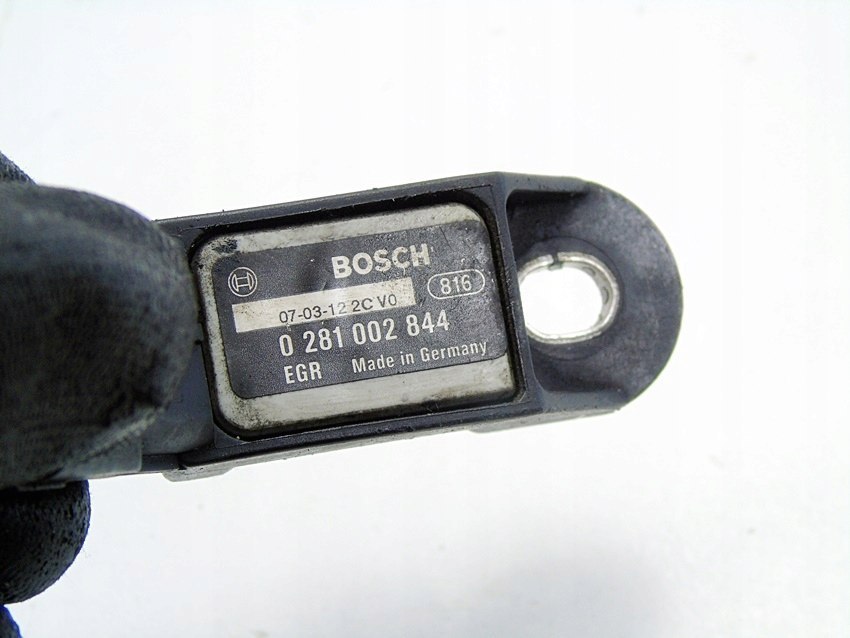 BOSCH
816
07-03-12 2C V0
0 281 002 844
EGR Made in Germany